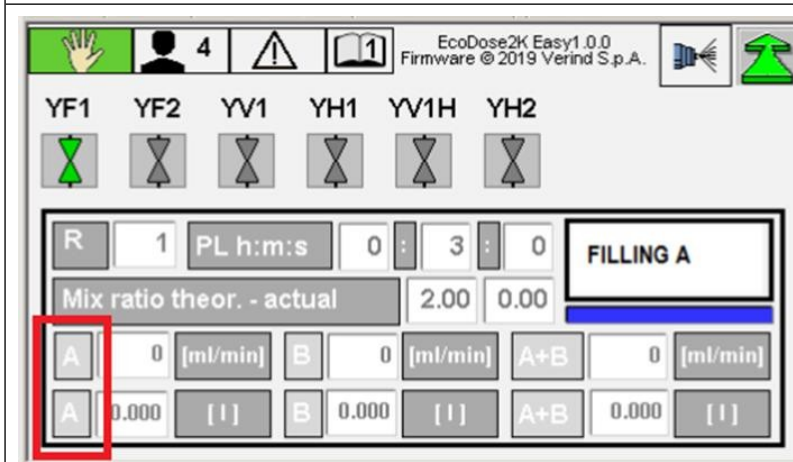 4 1 EcoDose2K Easy1.0.0
Firmware © 2019 Verind S.p.A.
YF1 YF2 YV1 YH1 YV1H YH2
R 1 PL h:m:s 0 : 3 : 0 FILLING A
Mix ratio theor. - actual 2.00 0.00
A 0 [ml/min] B 0 [ml/min] A+B 0 [ml/min]
A 0.000 [ l ] B 0.000 [ l ] A+B 0.000 [ l ]